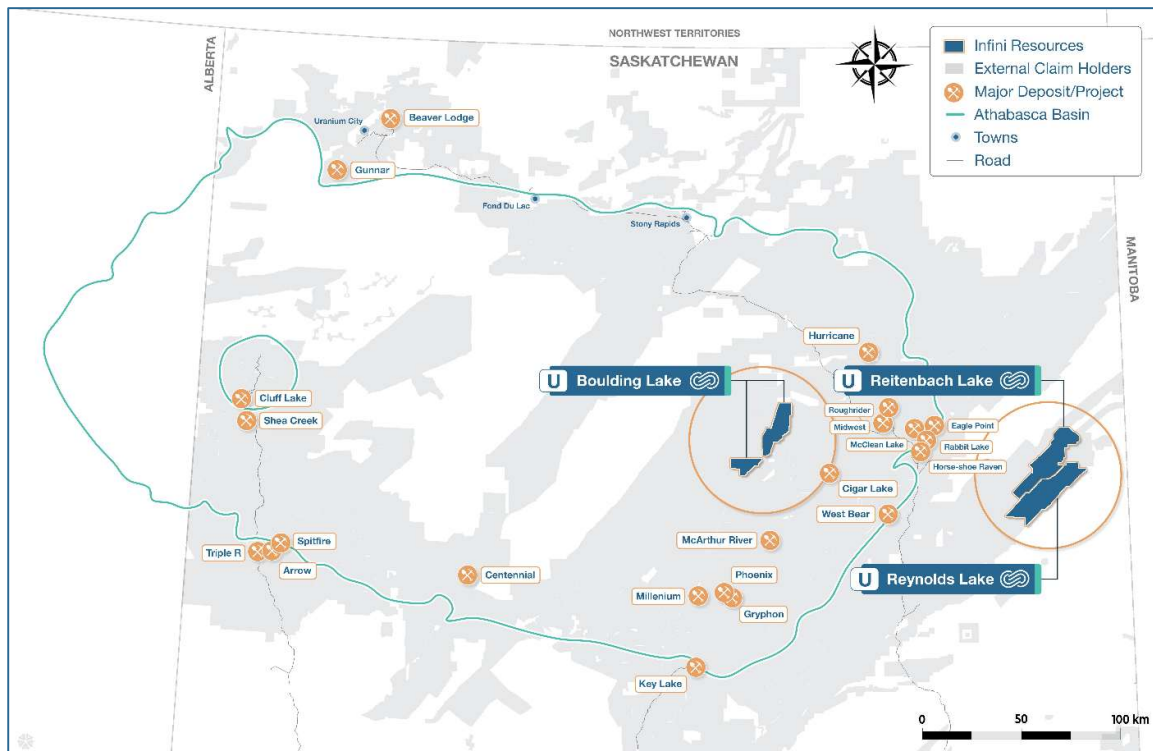 NORTHWEST TERRITORIES
SASKATCHEWAN
ALBERTA
MANITOBA
Infini Resources
External Claim Holders
Major Deposit/Project
Athabasca Basin
Towns
Road
Uranium City
Beaver Lodge
Gunnar
Fond Du Lac
Stony Rapids
Hurricane
U Boulding Lake
U Reitenbach Lake
Cluff Lake
Shea Creek
Roughrider
Midwest
Eagle Point
McClean Lake
Rabbit Lake
Horse-shoe Raven
Cigar Lake
West Bear
Spitfire
Triple R
Arrow
McArthur River
Centennial
Phoenix
Millenium
Gryphon
U Reynolds Lake
Key Lake
0 50 100 km